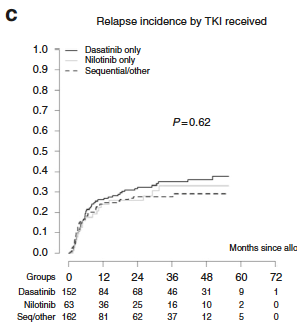 C
Relapse incidence by TKI received
1.0
Dasatinib only
Nilotinib only
0.9
Sequential/other
0.8
0.7
P=0.62
0.6
0.5
0.4
0.3
0.2
0.1
Months since allo
0.0
Groups 0 12 24 36 48 60 72
Dasatinib 152 84 68 46 31 9 1
Nilotinib 63 36 25 16 10 2 0
Seq/other 162 81 62 37 12 5 0